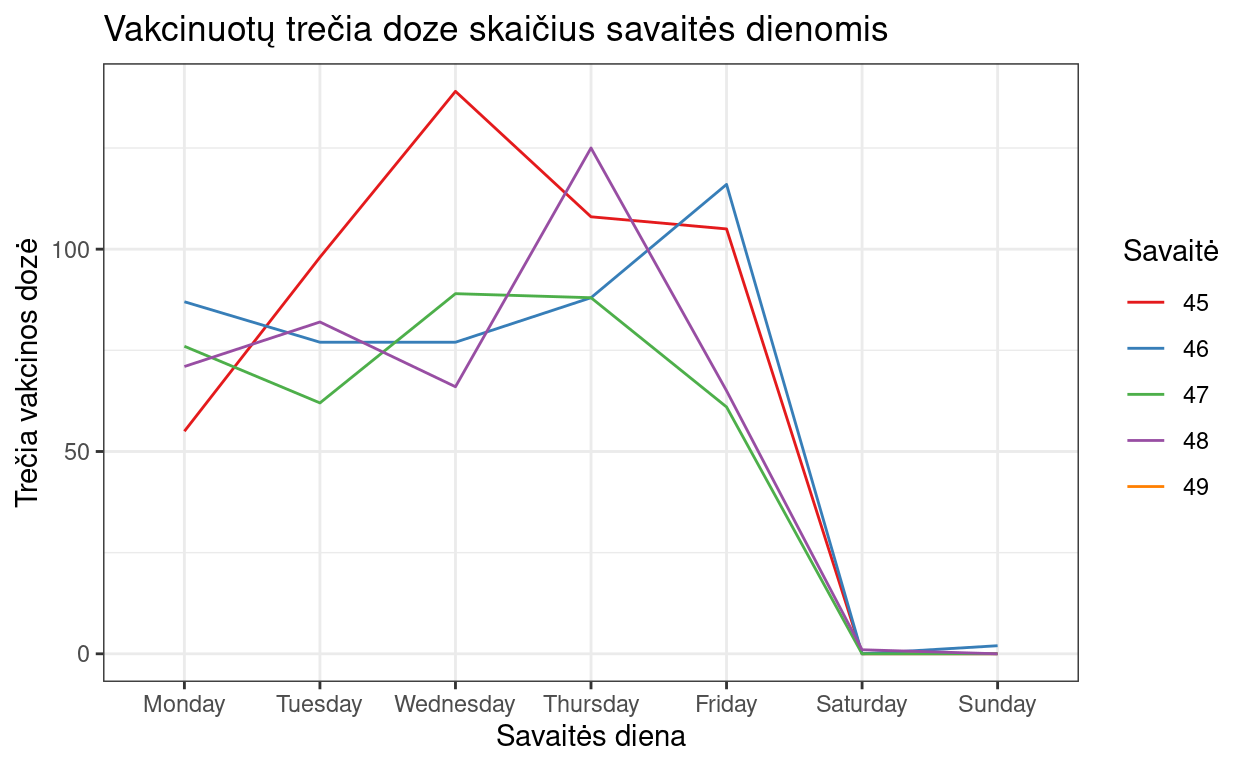 Vakcinuotų trečia doze skaičius savaitės dienomis
Trečia vakcinos dozė
100
50
0
Monday Tuesday Wednesday Thursday Friday Saturday Sunday
Savaitės diena
Savaitė
45
46
47
48
49